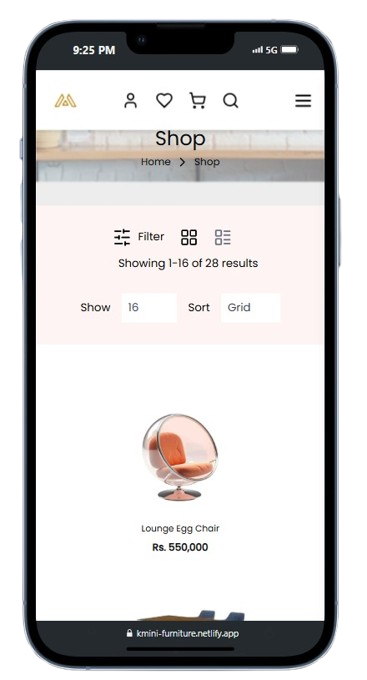 9:25 PM 5G
Shop
Home > Shop
Filter
Showing 1-16 of 28 results
Show 16 Sort Grid
Lounge Egg Chair
Rs. 550,000
kmini-furniture.netlify.app